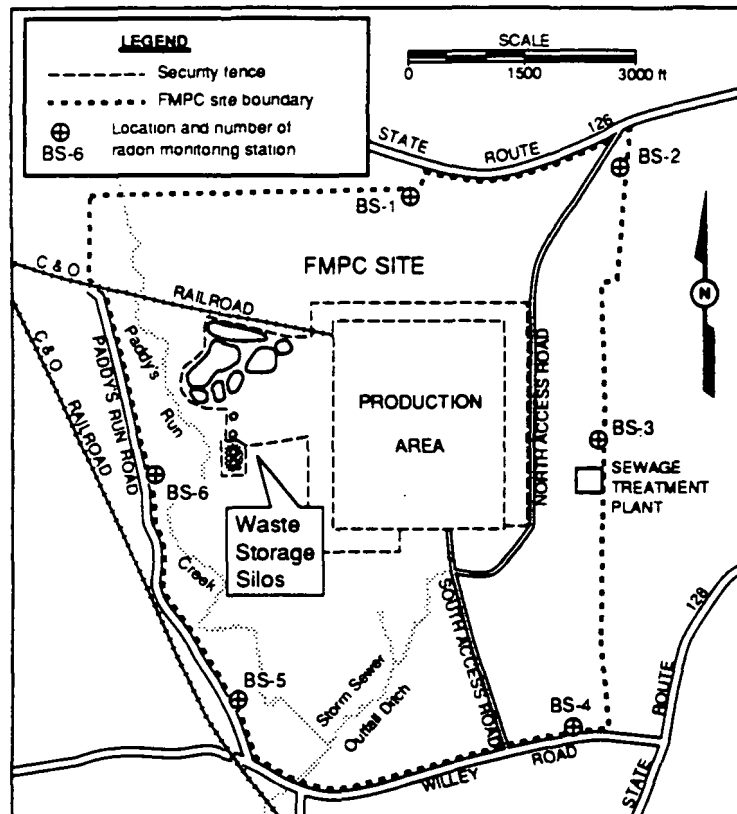 LEGEND
Security fence
FMPC site boundary
Location and number of
radon monitoring station
BS-6
SCALE
0 1500 3000 ft
STATE ROUTE 126
BS-2
BS-1
FMPC SITE
N
C & O
RAILROAD
C & O
RAILROAD
PADDY'S RUN ROAD
Paddy's
Run
Creek
PRODUCTION
AREA
NORTH ACCESS ROAD
BS-3
SEWAGE
TREATMENT
PLANT
BS-6
Waste
Storage
Silos
SOUTH ACCESS ROAD
Storm Sewer
Outfall Ditch
BS-5
BS-4
WILLEY ROAD
STATE ROUTE 128